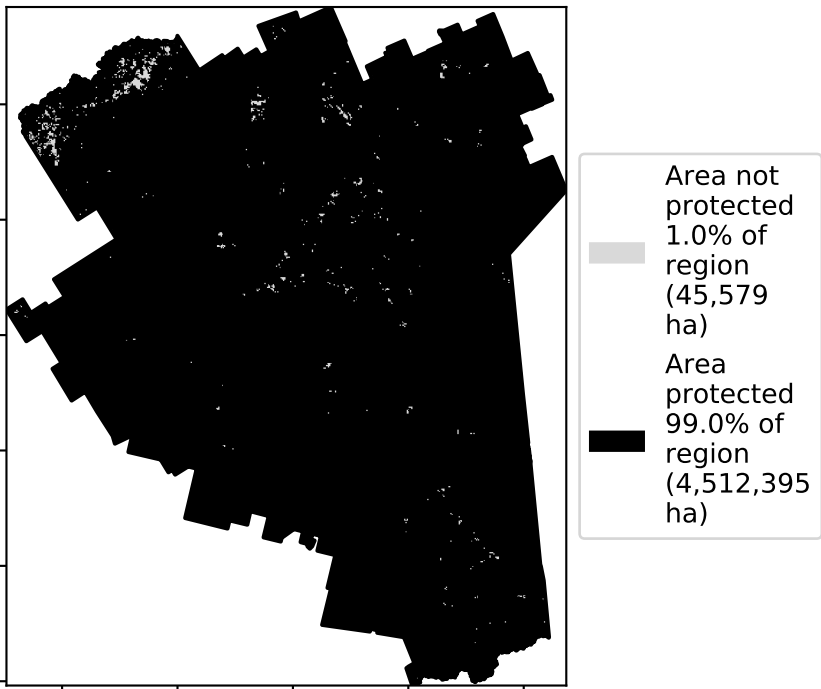 Area not
protected
1.0% of
region
(45,579
ha)
Area
protected
99.0% of
region
(4,512,395
ha)